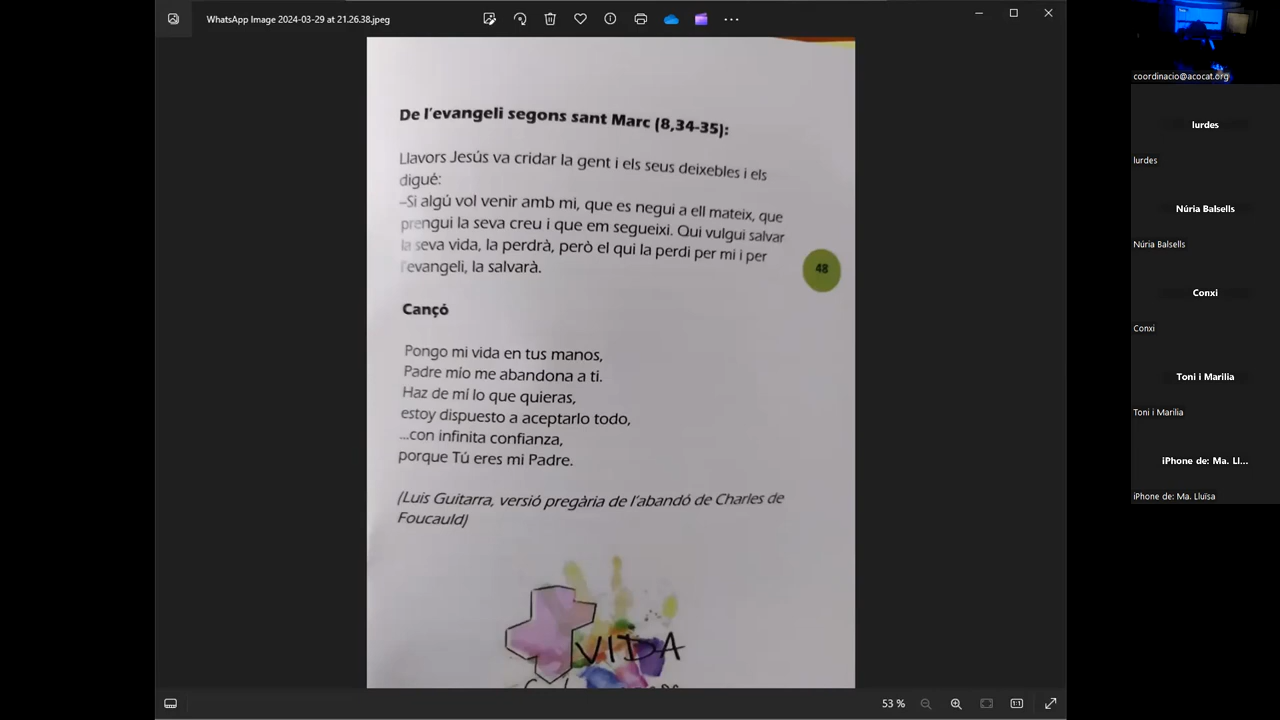 WhatsApp Image 2024-03-29 at 21.26.38.jpeg
De l'evangeli segons sant Marc (8,34-35):
Llavors Jesús va cridar la gent i els seus deixebles i els
digué:
–Si algú vol venir amb mi, que es negui a ell mateix, que
prengui la seva creu i que em segueixi. Qui vulgui salvar
la seva vida, la perdrà, però el qui la perdi per mi i per
l'evangeli, la salvarà.
48
Cançó
Pongo mi vida en tus manos,
Padre mío me abandona a ti.
Haz de mí lo que quieras,
estoy dispuesto a aceptarlo todo,
...con infinita confianza,
porque Tú eres mi Padre.
(Luis Guitarra, versió pregària de l'abandó de Charles de
Foucauld)
VIDA
53 %
1:1
coordinacio@acocat.org
lurdes
lurdes
Núria Balsells
Núria Balsells
Conxi
Conxi
Toni i Marilia
Toni i Marilia
iPhone de: Ma. Ll...
iPhone de: Ma. Lluïsa